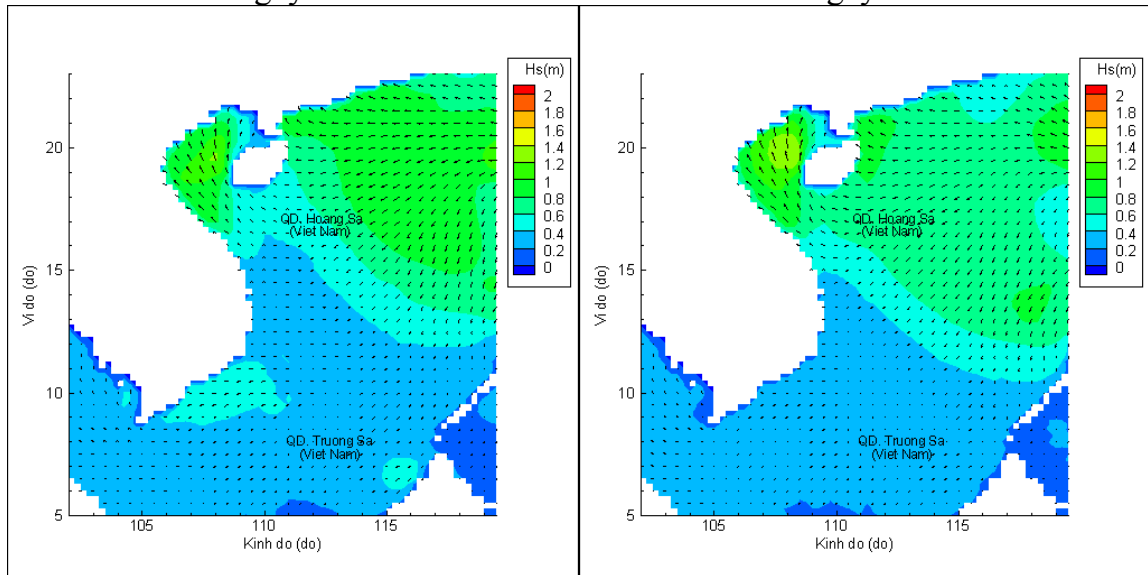 Hs(m)
2
1.8
1.6
1.4
1.2
1
0.8
0.6
0.4
0.2
0
20
15
10
5
Vi do (do)
QD. Hoang Sa
(Viet Nam)
QD. Truong Sa
(Viet Nam)
105
110
115
Kinh do (do)
Hs(m)
2
1.8
1.6
1.4
1.2
1
0.8
0.6
0.4
0.2
0
20
15
10
5
Vi do (do)
QD. Hoang Sa
(Viet Nam)
QD. Truong Sa
(Viet Nam)
105
110
115
Kinh do (do)